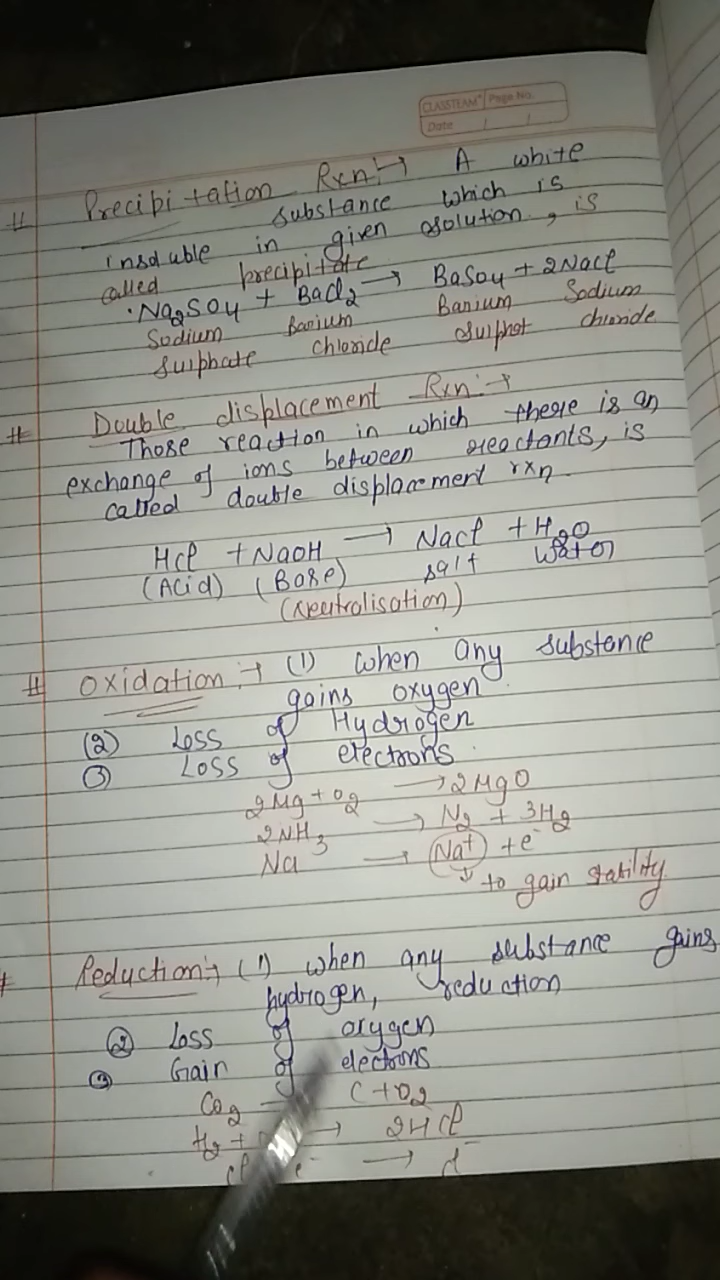 CLASSTEAM Page No.
Date / /
# Precipitation Rxn:→ A white
substance which is
insoluble in given solution, is
called precipitate
Na2SO4 + BaCl2 → BaSO4 + 2NaCl
Sodium Barium Barium Sodium
Sulphate chloride Sulphat chloride
# Double displacement Rxn:→
Those reaction in which there is an
exchange of ions between reactants, is
called double displacement rxn
HCl + NaOH → NaCl + H2O
(Acid) (Base) salt Water
(Neutralisation)
# Oxidation:→ (1) when any substence
gains oxygen
(2) Loss of Hydrogen
(3) Loss of electrons
2Mg + O2 → 2MgO
2NH3 → N2 + 3H2
Na → Na+ + e-
↓ to gain stability
Reduction:→ (1) when any substance gains
hydrogen, reduction
(2) Loss of oxygen
(3) Gain of electrons
CO2 C + O2
H2 + → 2HCl
Cl e- →